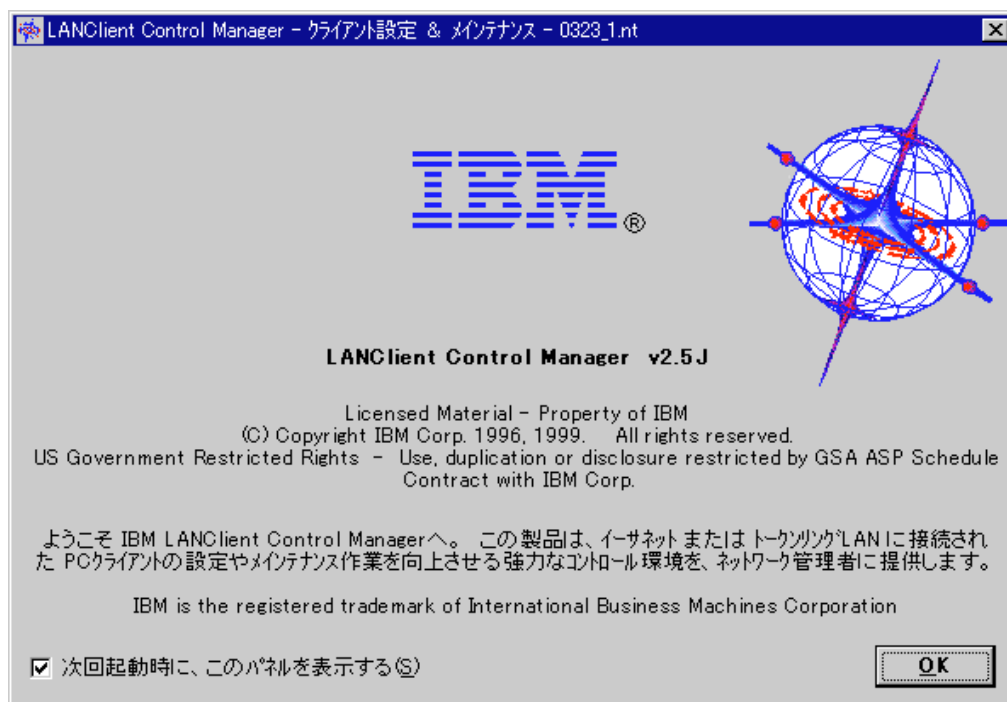 LANClient Control Manager - クライアント設定 & メインテナンス - 0323_1.nt
IBM®
LANClient Control Manager v2.5J
Licensed Material - Property of IBM
(C) Copyright IBM Corp. 1996, 1999. All rights reserved.
US Government Restricted Rights - Use, duplication or disclosure restricted by GSA ASP Schedule
Contract with IBM Corp.
ようこそ IBM LANClient Control Managerへ。 この製品は、イーサネット または トークンリングLAN に接続され
た PCクライアントの設定やメインテナンス作業を向上させる強力なコントロール環境を、ネットワーク管理者に提供します。
IBM is the registered trademark of International Business Machines Corporation
次回起動時に、このパネルを表示する(S)
OK